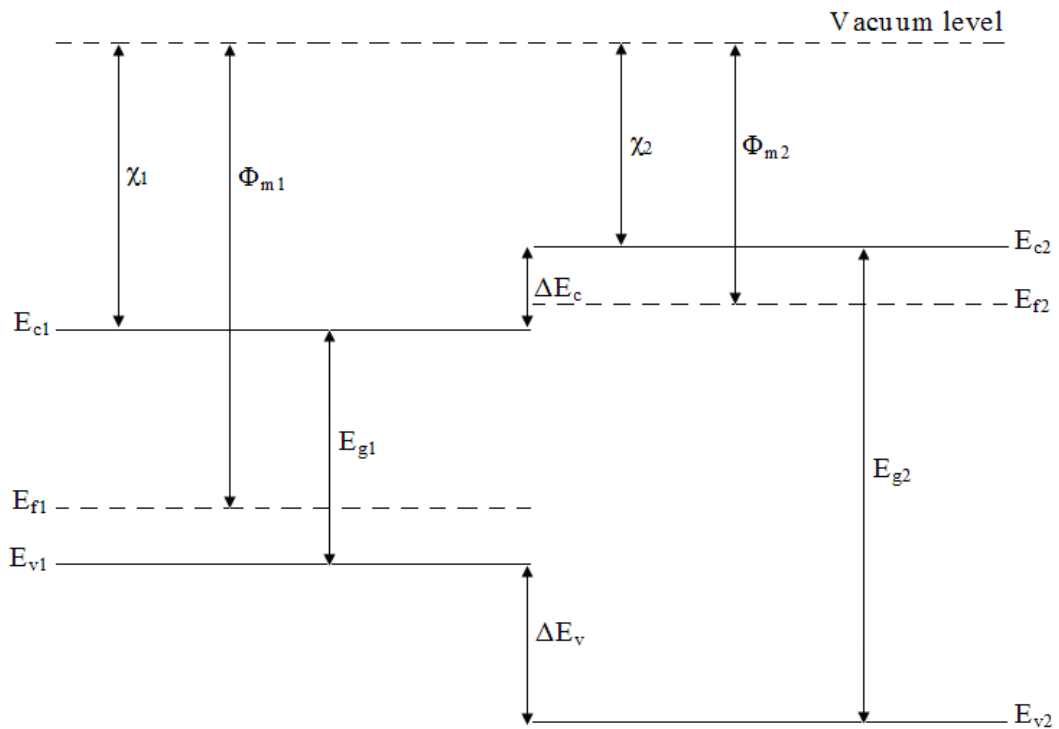 Vacuum level
χ1
Φm1
χ2
Φm2
Ec2
ΔEc
Ef2
Ec1
Eg1
Eg2
Ef1
Ev1
ΔEv
Ev2